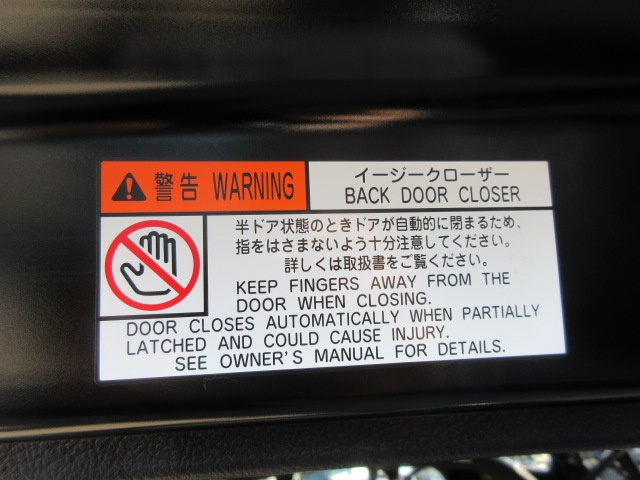 警告 WARNING
イージークローザー
BACK DOOR CLOSER
半ドア状態のときドアが自動的に閉まるため、
指をはさまないよう十分注意してください。
詳しくは取扱書をご覧ください。
KEEP FINGERS AWAY FROM THE
DOOR WHEN CLOSING.
DOOR CLOSES AUTOMATICALLY WHEN PARTIALLY
LATCHED AND COULD CAUSE INJURY.
SEE OWNER'S MANUAL FOR DETAILS.